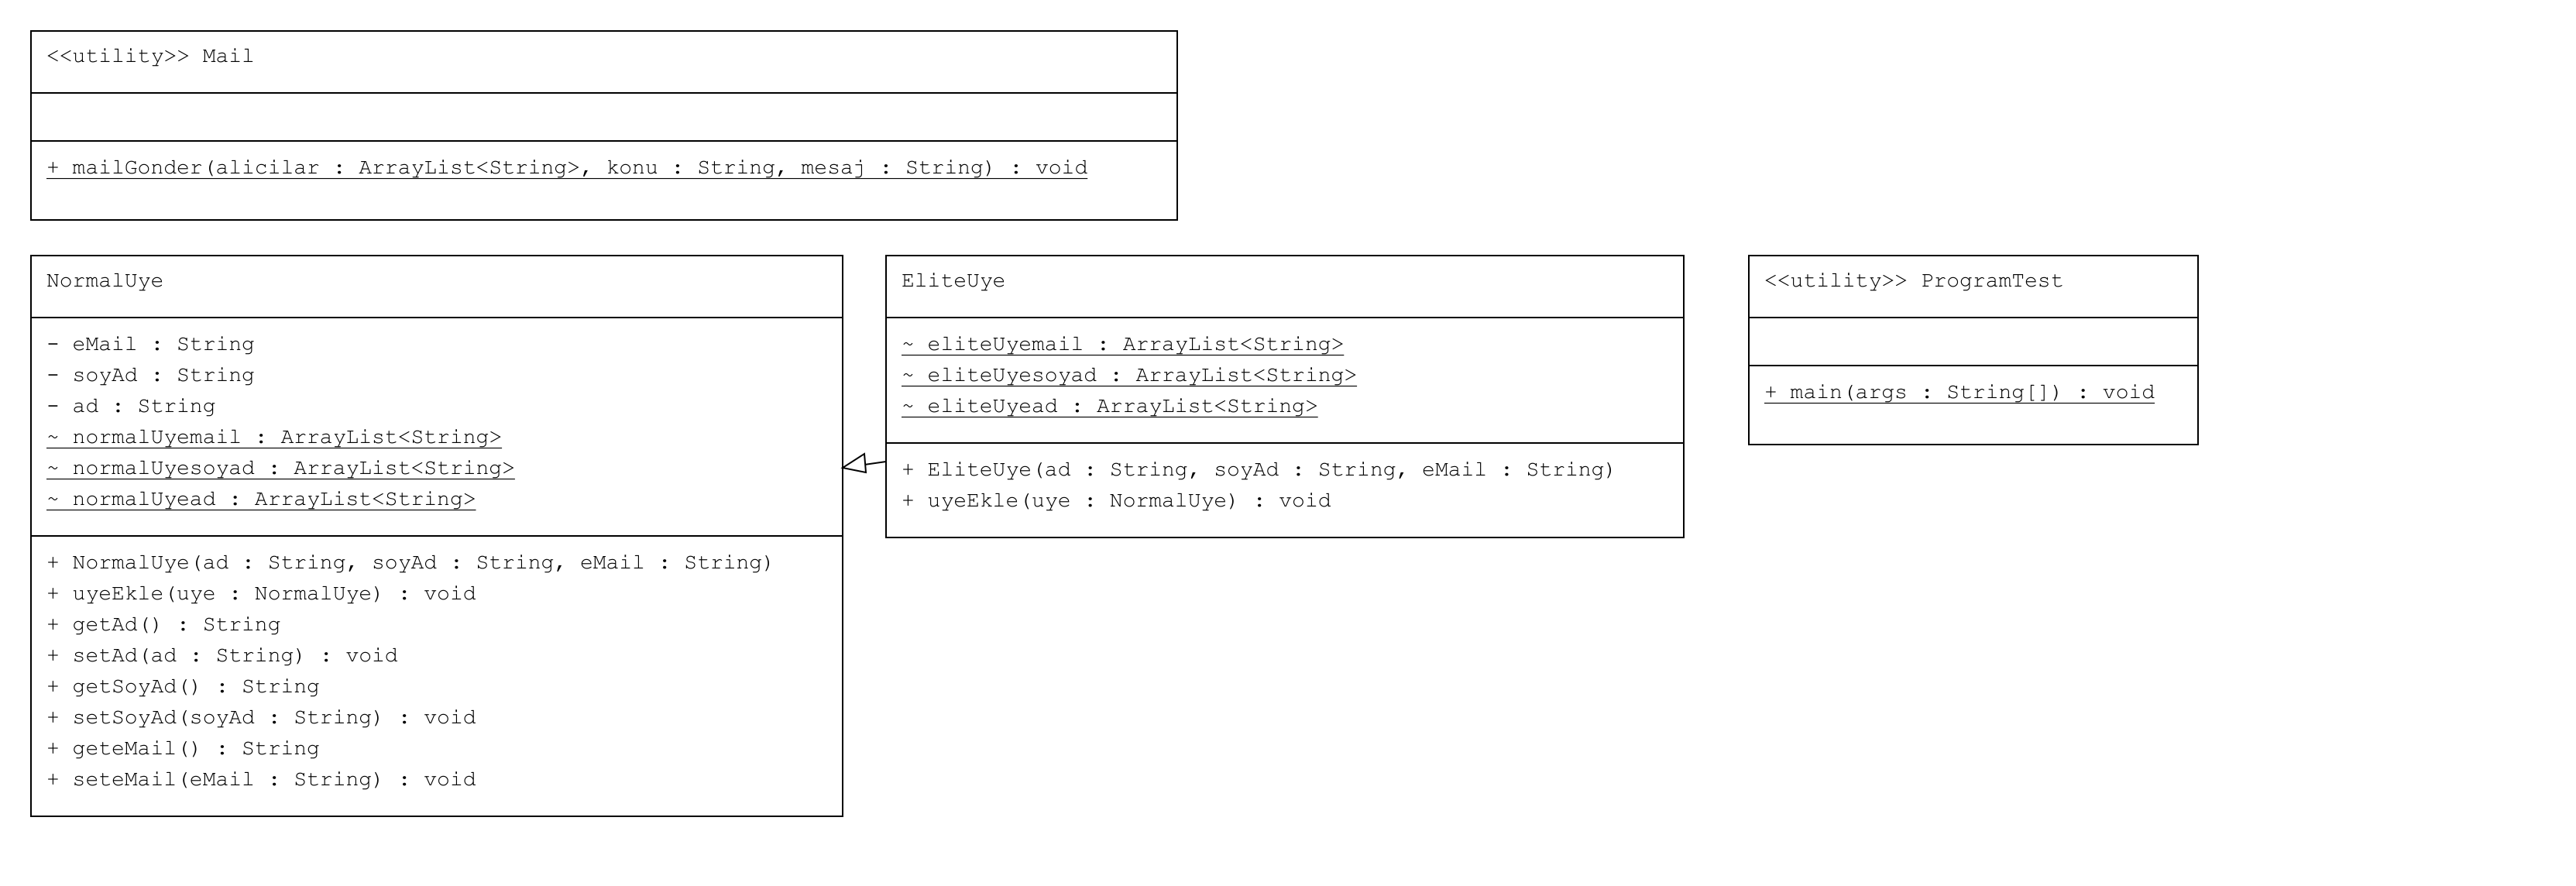 <<utility>> Mail
+ mailGonder(alicilar : ArrayList<String>, konu : String, mesaj : String) : void
NormalUye
- eMail : String
- soyAd : String
- ad : String
~ normalUyemail : ArrayList<String>
~ normalUyesoyad : ArrayList<String>
~ normalUyead : ArrayList<String>
+ NormalUye(ad : String, soyAd : String, eMail : String)
+ uyeEkle(uye : NormalUye) : void
+ getAd() : String
+ setAd(ad : String) : void
+ getSoyAd() : String
+ setSoyAd(soyAd : String) : void
+ geteMail() : String
+ seteMail(eMail : String) : void
EliteUye
~ eliteUyemail : ArrayList<String>
~ eliteUyesoyad : ArrayList<String>
~ eliteUyead : ArrayList<String>
+ EliteUye(ad : String, soyAd : String, eMail : String)
+ uyeEkle(uye : NormalUye) : void
<<utility>> ProgramTest
+ main(args : String[]) : void